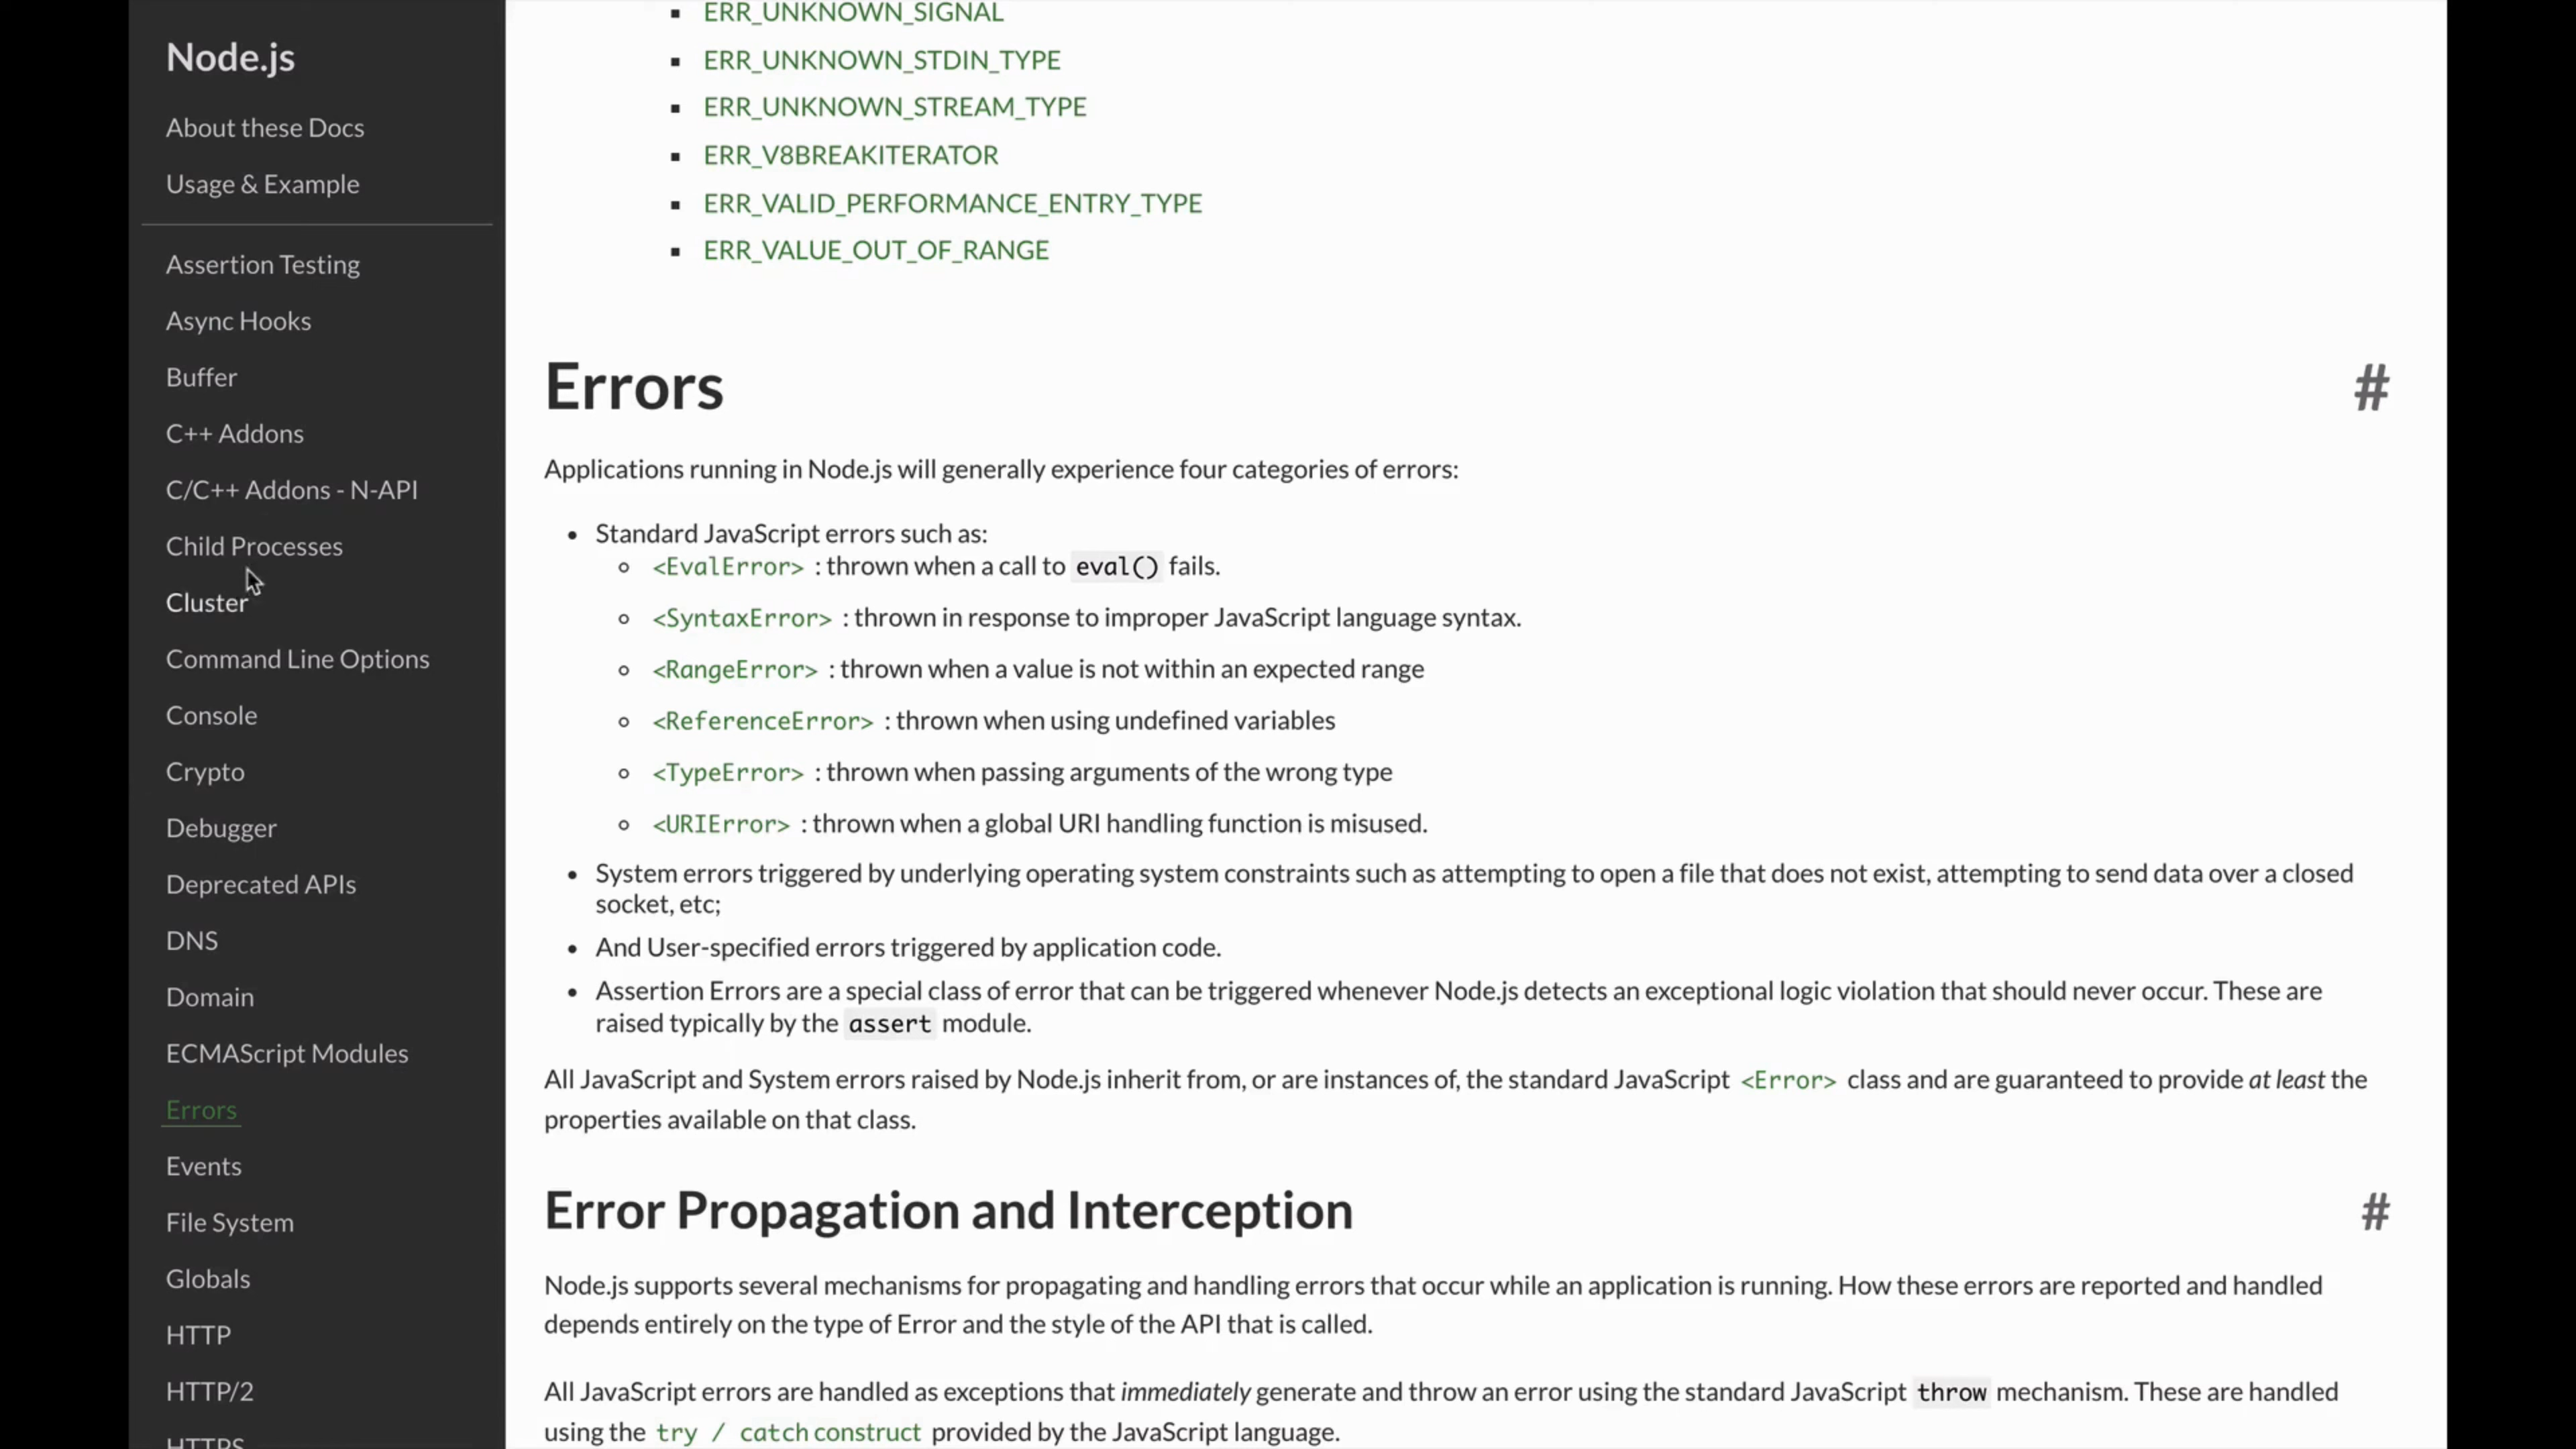 Node.js
About these Docs
Usage & Example
Assertion Testing
Async Hooks
Buffer
C++ Addons
C/C++ Addons - N-API
Child Processes
Cluster
Command Line Options
Console
Crypto
Debugger
Deprecated APIs
DNS
Domain
ECMAScript Modules
Errors
Events
File System
Globals
HTTP
HTTP/2
HTTPS
ERR_UNKNOWN_SIGNAL
ERR_UNKNOWN_STDIN_TYPE
ERR_UNKNOWN_STREAM_TYPE
ERR_V8BREAKITERATOR
ERR_VALID_PERFORMANCE_ENTRY_TYPE
ERR_VALUE_OUT_OF_RANGE
Errors #
Applications running in Node.js will generally experience four categories of errors:
Standard JavaScript errors such as:
<EvalError> : thrown when a call to eval() fails.
<SyntaxError> : thrown in response to improper JavaScript language syntax.
<RangeError> : thrown when a value is not within an expected range
<ReferenceError> : thrown when using undefined variables
<TypeError> : thrown when passing arguments of the wrong type
<URIError> : thrown when a global URI handling function is misused.
System errors triggered by underlying operating system constraints such as attempting to open a file that does not exist, attempting to send data over a closed
socket, etc;
And User-specified errors triggered by application code.
Assertion Errors are a special class of error that can be triggered whenever Node.js detects an exceptional logic violation that should never occur. These are
raised typically by the assert module.
All JavaScript and System errors raised by Node.js inherit from, or are instances of, the standard JavaScript <Error> class and are guaranteed to provide at least the
properties available on that class.
Error Propagation and Interception #
Node.js supports several mechanisms for propagating and handling errors that occur while an application is running. How these errors are reported and handled
depends entirely on the type of Error and the style of the API that is called.
All JavaScript errors are handled as exceptions that immediately generate and throw an error using the standard JavaScript throw mechanism. These are handled
using the try / catch construct provided by the JavaScript language.